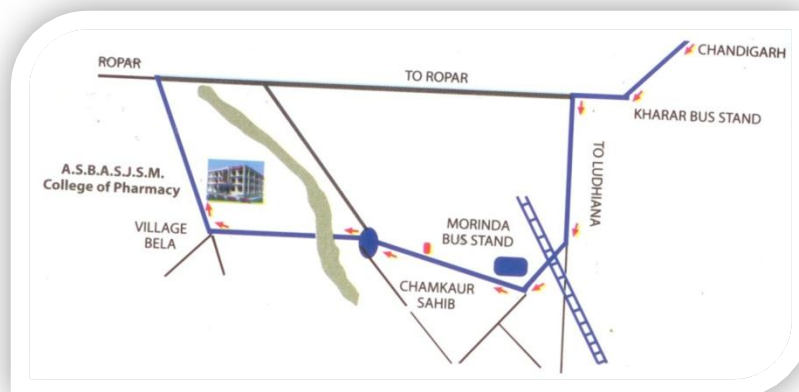 ROPAR
TO ROPAR
CHANDIGARH
KHARAR BUS STAND
TO LUDHIANA
A.S.B.A.S.J.S.M.
College of Pharmacy
VILLAGE
BELA
MORINDA
BUS STAND
CHAMKAUR
SAHIB